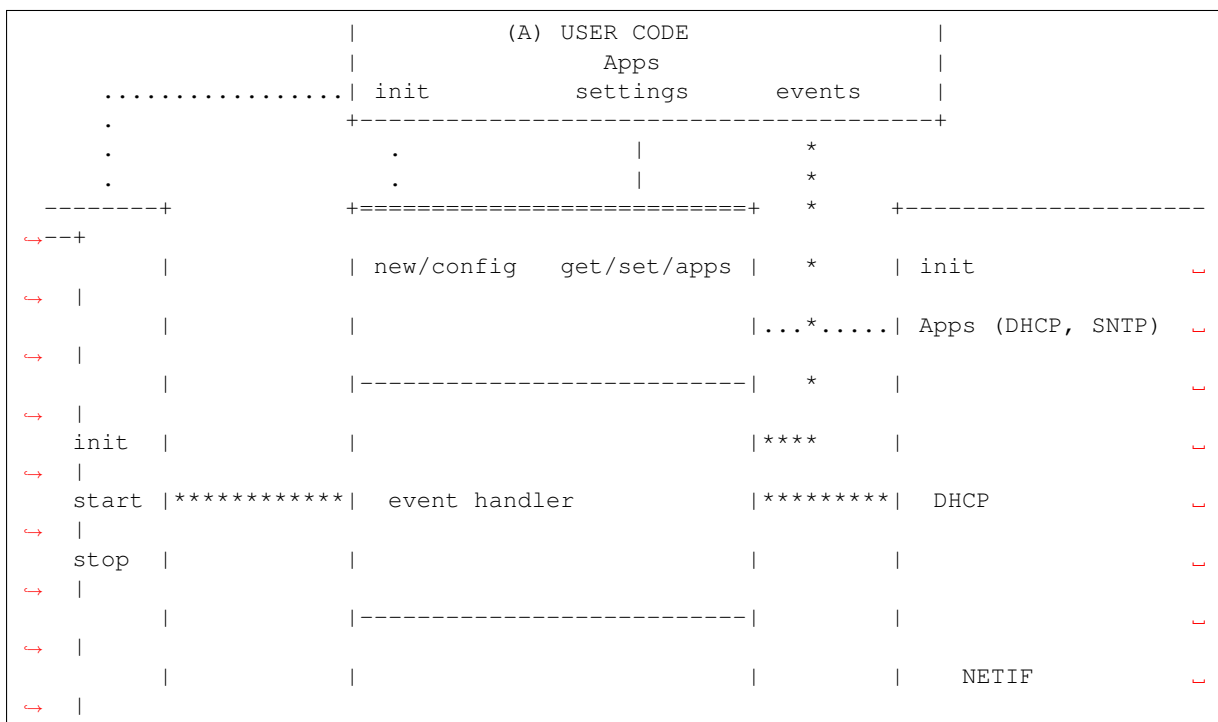 |          (A) USER CODE                 |
|                 Apps                   |
.................| init          settings      events     |
.                +----------------------------------------+
.                   .                |         *
.                   .                |         *
--------+            +===========================+   *     +---------------------
↪--+
|            | new/config   get/set/apps |   *     | init                ␣
↪  |
|            |                           |...*.....| Apps (DHCP, SNTP)   ␣
↪  |
|            |---------------------------|   *     |                     ␣
↪  |
init  |            |                           |****     |                     ␣
↪  |
start |************|  event handler            |*********|  DHCP               ␣
↪  |
stop  |            |                           |         |                     ␣
↪  |
|            |---------------------------|         |                     ␣
↪  |
|            |                           |         |    NETIF            ␣
↪  |